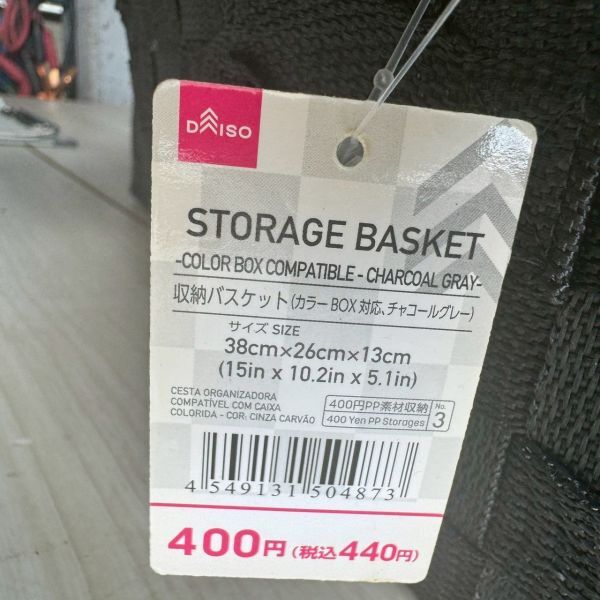 DAISO
STORAGE BASKET
-COLOR BOX COMPATIBLE - CHARCOAL GRAY-
収納バスケット(カラーBOX対応、チャコールグレー)
サイズ SIZE
38cm×26cm×13cm
(15in x 10.2in x 5.1in)
CESTA ORGANIZADORA
COMPATÍVEL COM CAIXA
COLORIDA - COR: CINZA CARVÃO
400円PP素材収納
400 Yen PP Storages
No.
3
4 549131 504873
400円(税込440円)